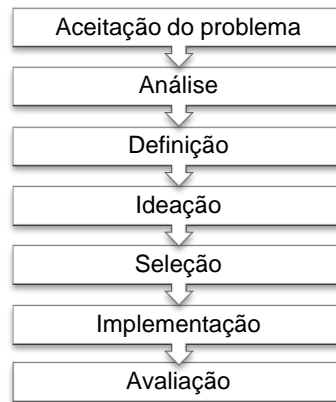 Aceitação do problema
Análise
Definição
Ideação
Seleção
Implementação
Avaliação